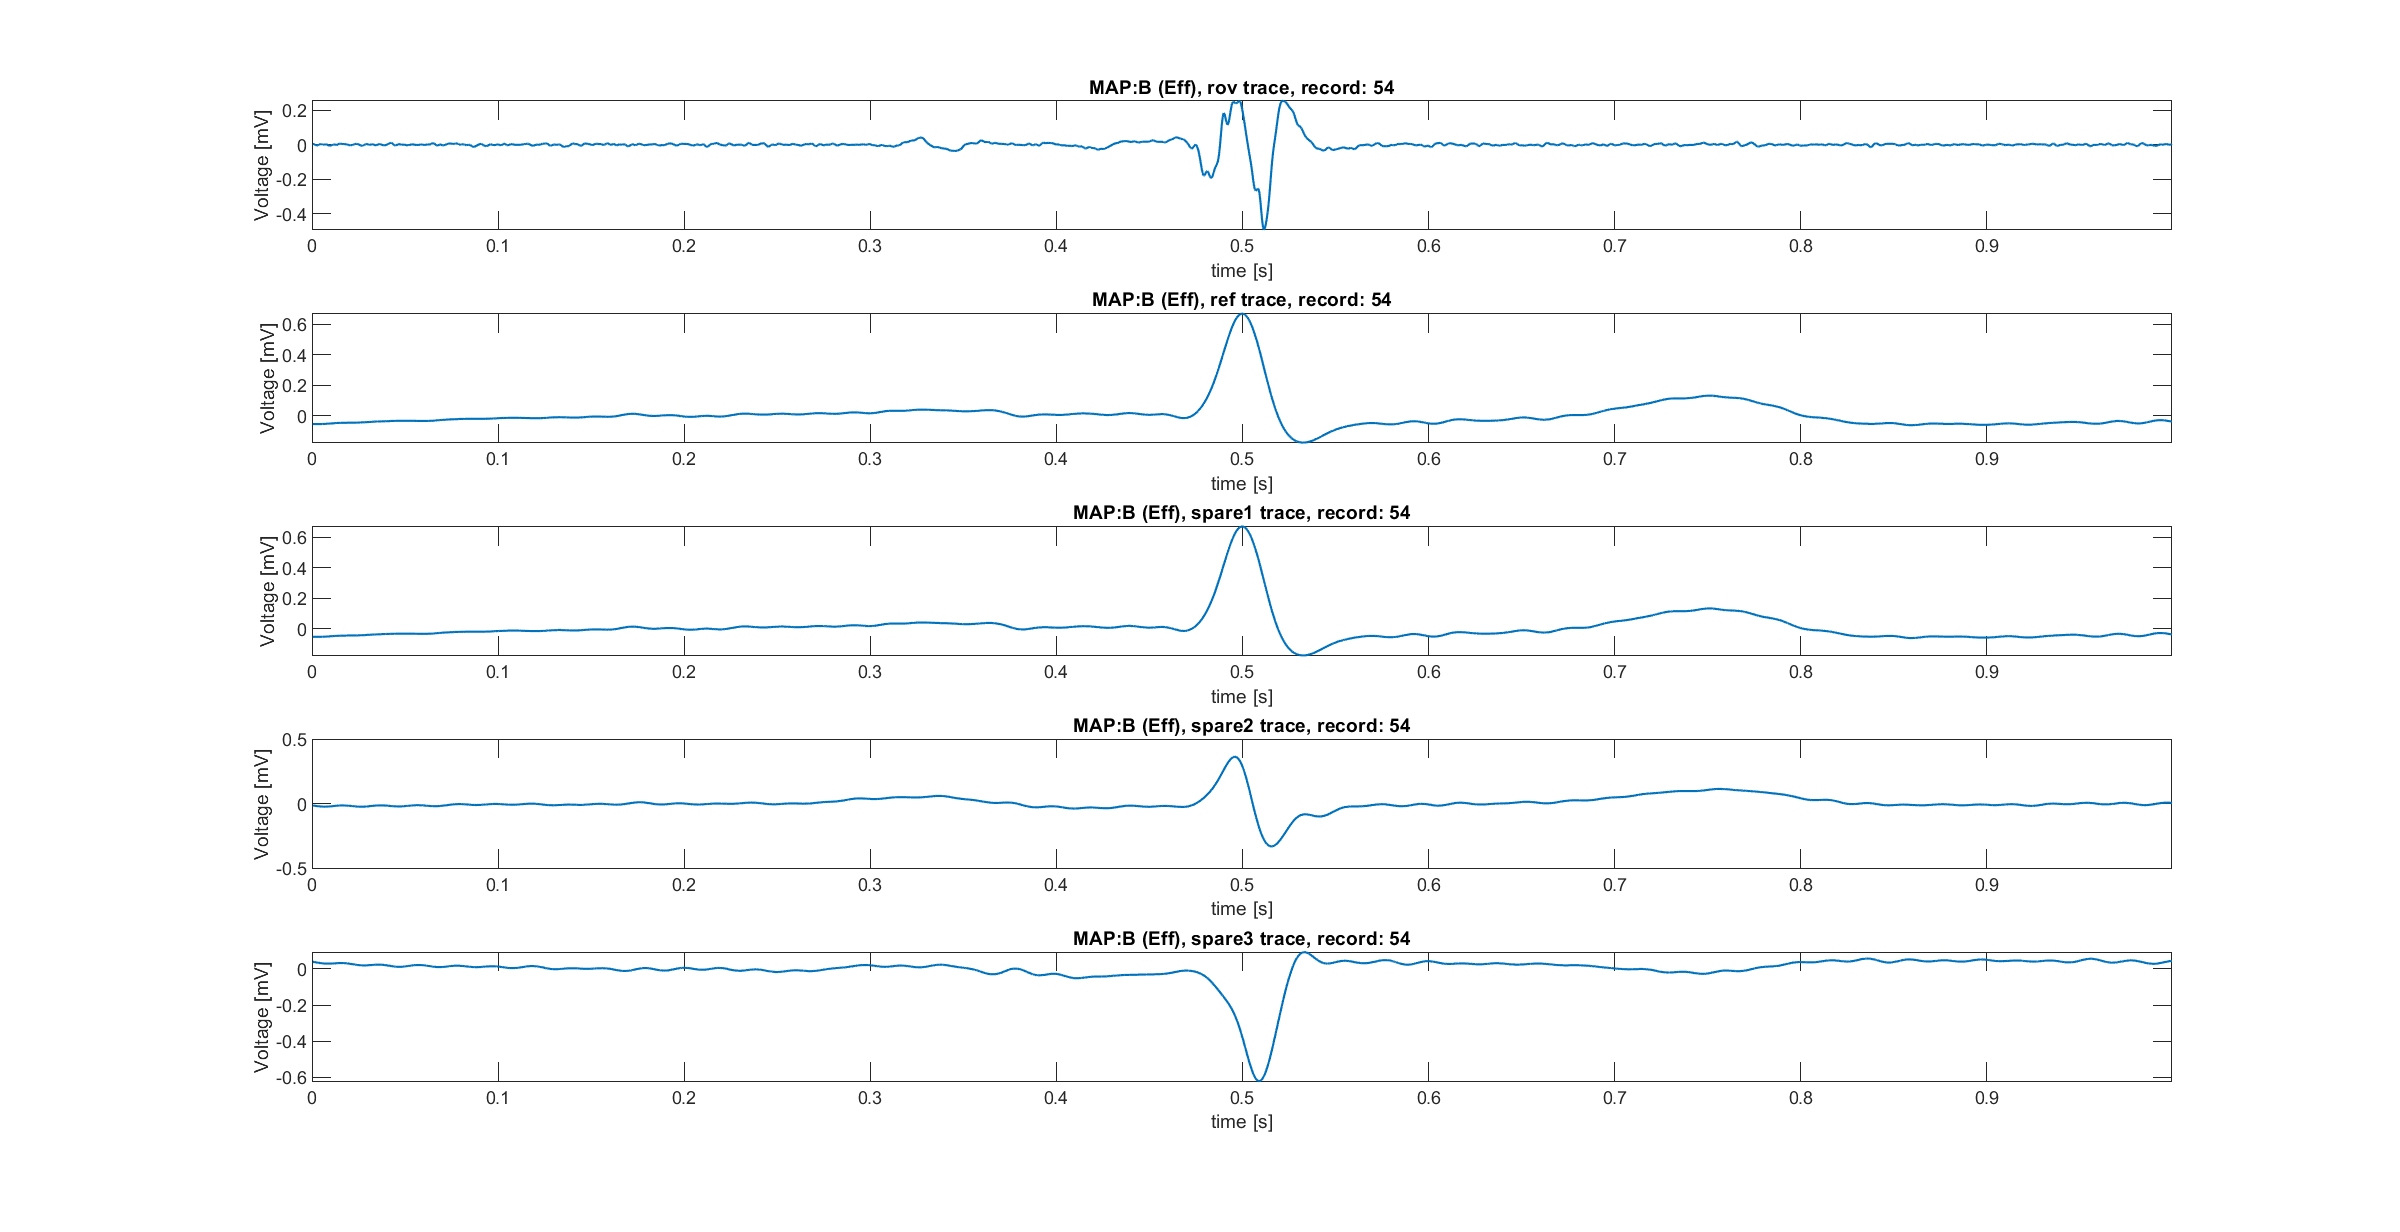 MAP:B (Eff), rov trace, record: 54
Voltage [mV]
0.2
0
-0.2
-0.4
0 0.1 0.2 0.3 0.4 0.5 0.6 0.7 0.8 0.9
time [s]
MAP:B (Eff), ref trace, record: 54
Voltage [mV]
0.6
0.4
0.2
0
0 0.1 0.2 0.3 0.4 0.5 0.6 0.7 0.8 0.9
time [s]
MAP:B (Eff), spare1 trace, record: 54
Voltage [mV]
0.6
0.4
0.2
0
0 0.1 0.2 0.3 0.4 0.5 0.6 0.7 0.8 0.9
time [s]
MAP:B (Eff), spare2 trace, record: 54
Voltage [mV]
0.5
0
-0.5
0 0.1 0.2 0.3 0.4 0.5 0.6 0.7 0.8 0.9
time [s]
MAP:B (Eff), spare3 trace, record: 54
Voltage [mV]
0
-0.2
-0.4
-0.6
0 0.1 0.2 0.3 0.4 0.5 0.6 0.7 0.8 0.9
time [s]